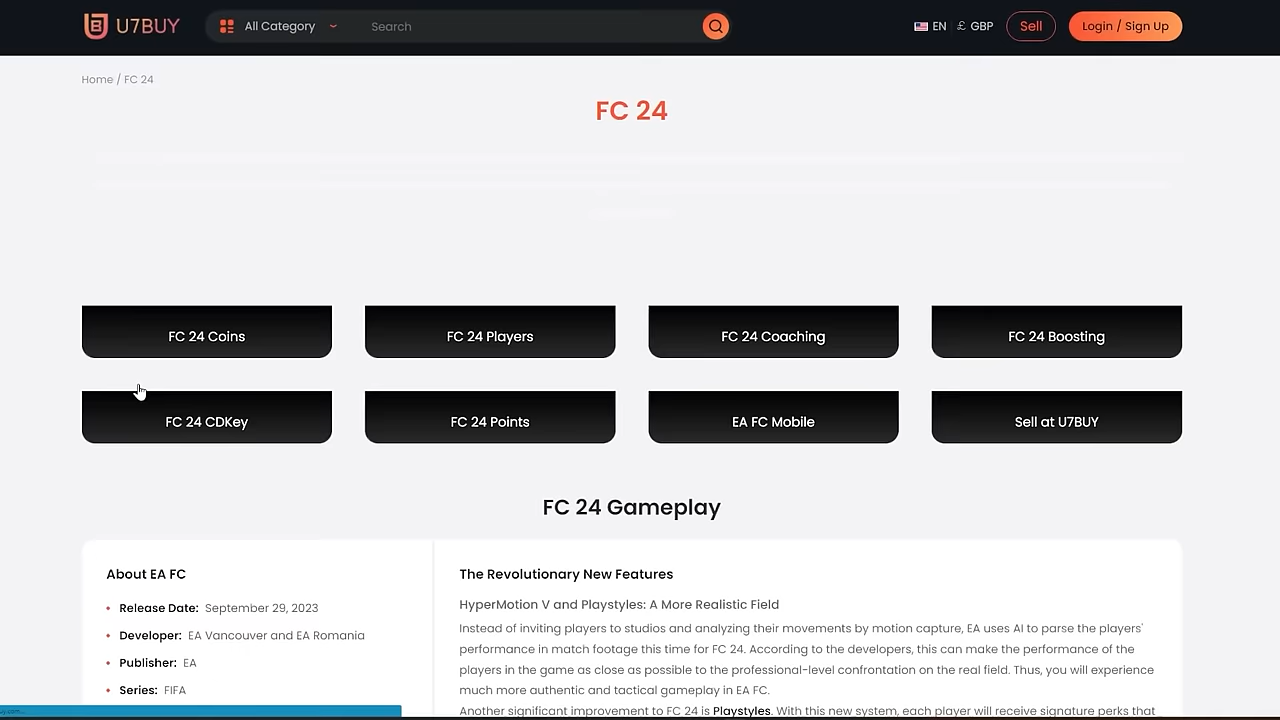 U7BUY
All Category
Search
EN
£ GBP
Sell
Login / Sign Up
Home / FC 24
FC 24
FC 24 Coins
FC 24 Players
FC 24 Coaching
FC 24 Boosting
FC 24 CDKey
FC 24 Points
EA FC Mobile
Sell at U7BUY
FC 24 Gameplay
About EA FC
Release Date: September 29, 2023
Developer: EA Vancouver and EA Romania
Publisher: EA
Series: FIFA
The Revolutionary New Features
HyperMotion V and Playstyles: A More Realistic Field
Instead of inviting players to studios and analyzing their movements by motion capture, EA uses AI to parse the players'
performance in match footage this time for FC 24. According to the developers, this can make the performance of the
players in the game as close as possible to the professional-level confrontation on the real field. Thus, you will experience
much more authentic and tactical gameplay in EA FC.
Another significant improvement to FC 24 is Playstyles. With this new system, each player will receive signature perks that